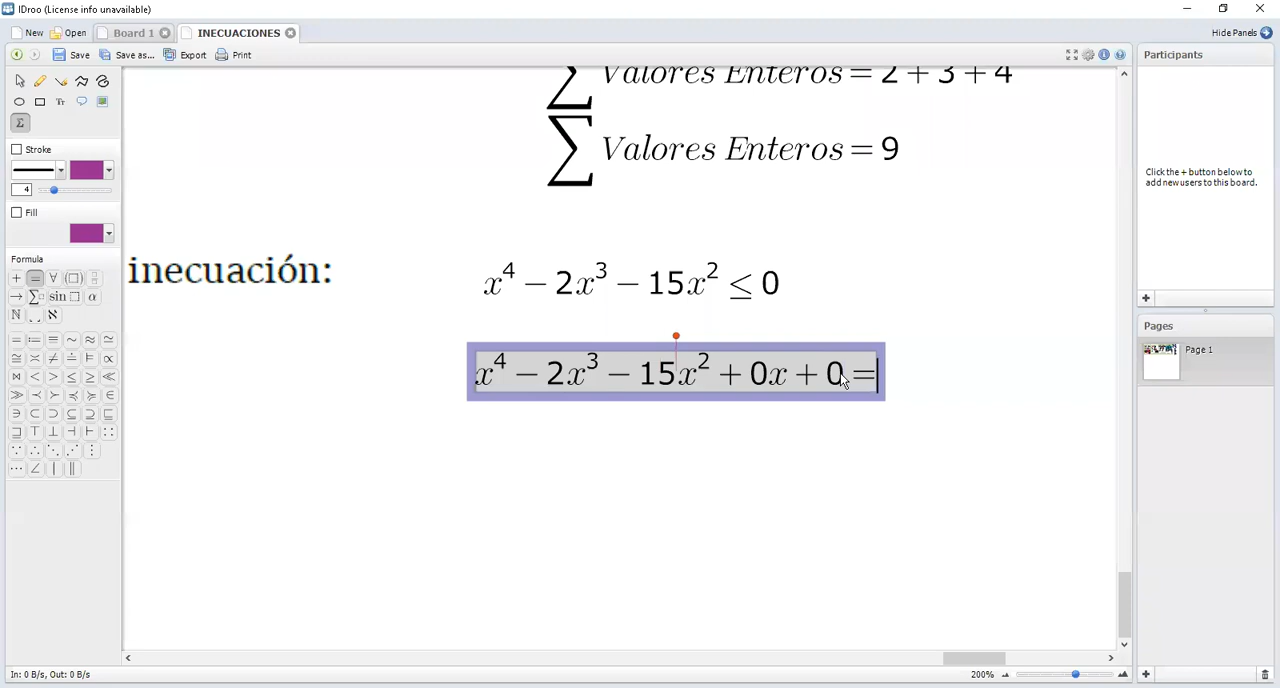 IDroo (License info unavailable)
New Open Board 1 INECUACIONES Hide Panels
Save Save as... Export Print
Participants
Click the + button below to
add new users to this board.
Pages
Page 1
Tr
Σ
Stroke
4
Fill
Formula
∑ Valores Enteros = 2 + 3 + 4
∑ Valores Enteros = 9
inecuación:
x⁴ − 2x³ − 15x² ≤ 0
x⁴ − 2x³ − 15x² + 0x + 0 =
In: 0 B/s, Out: 0 B/s
200%